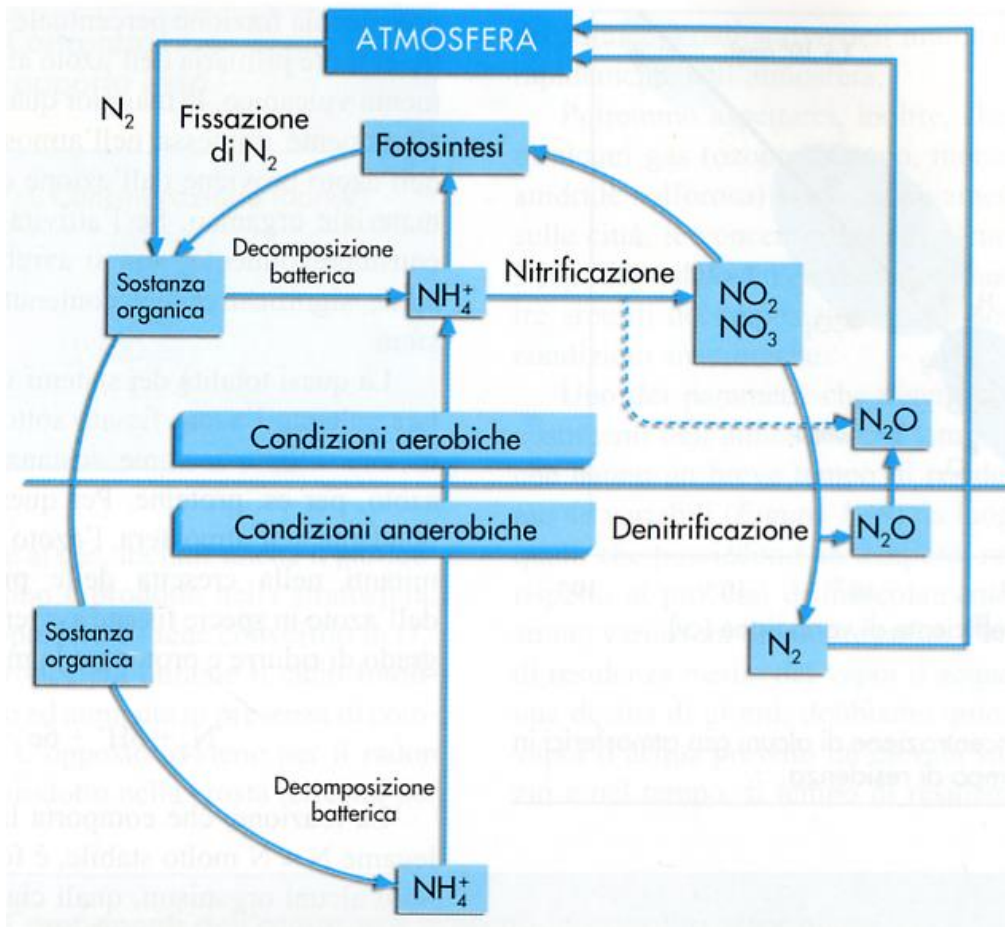 ATMOSFERA
N₂
Fissazione
di N₂
Fotosintesi
Decomposizione
batterica
Sostanza
organica
NH₄⁺
Nitrificazione
NO₂
NO₃
N₂O
Condizioni aerobiche
Condizioni anaerobiche
Denitrificazione
N₂O
Sostanza
organica
N₂
Decomposizione
batterica
NH₄⁺